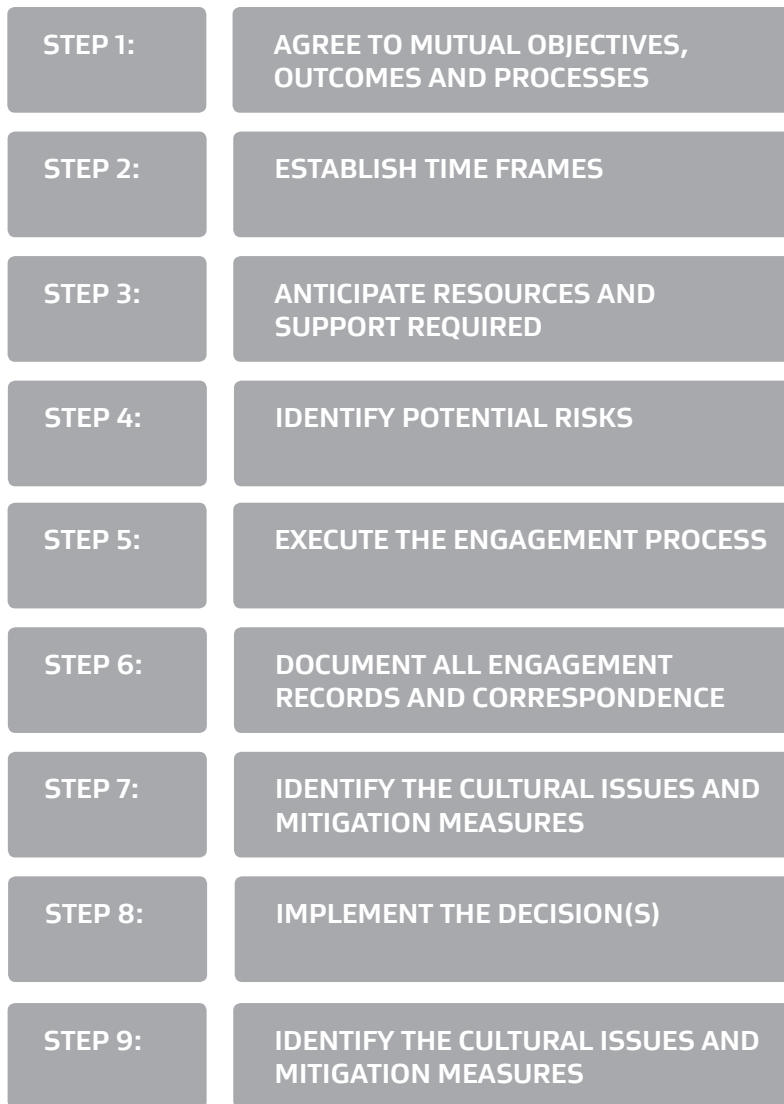 STEP 1:
AGREE TO MUTUAL OBJECTIVES,
OUTCOMES AND PROCESSES
STEP 2:
ESTABLISH TIME FRAMES
STEP 3:
ANTICIPATE RESOURCES AND
SUPPORT REQUIRED
STEP 4:
IDENTIFY POTENTIAL RISKS
STEP 5:
EXECUTE THE ENGAGEMENT PROCESS
STEP 6:
DOCUMENT ALL ENGAGEMENT
RECORDS AND CORRESPONDENCE
STEP 7:
IDENTIFY THE CULTURAL ISSUES AND
MITIGATION MEASURES
STEP 8:
IMPLEMENT THE DECISION(S)
STEP 9:
IDENTIFY THE CULTURAL ISSUES AND
MITIGATION MEASURES